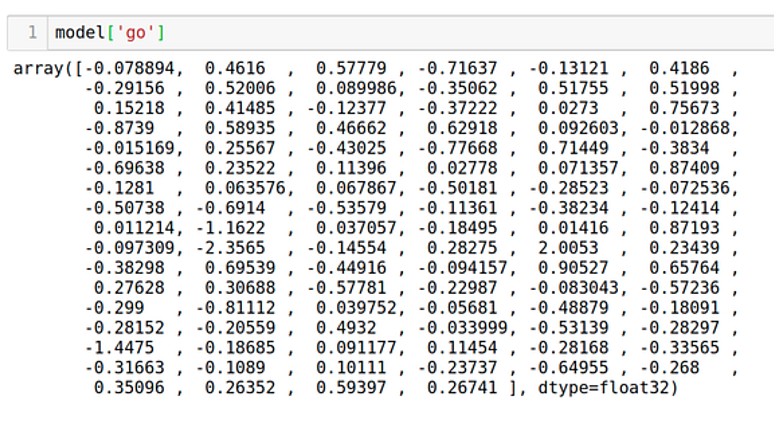 1 model['go']
array([-0.078894, 0.4616 , 0.57779 , -0.71637 , -0.13121 , 0.4186 ,
-0.29156 , 0.52006 , 0.089986, -0.35062 , 0.51755 , 0.51998 ,
0.15218 , 0.41485 , -0.12377 , -0.37222 , 0.0273 , 0.75673 ,
-0.8739 , 0.58935 , 0.46662 , 0.62918 , 0.092603, -0.012868,
-0.015169, 0.25567 , -0.43025 , -0.77668 , 0.71449 , -0.3834 ,
-0.69638 , 0.23522 , 0.11396 , 0.02778 , 0.071357, 0.87409 ,
-0.1281 , 0.063576, 0.067867, -0.50181 , -0.28523 , -0.072536,
-0.50738 , -0.6914 , -0.53579 , -0.11361 , -0.38234 , -0.12414 ,
0.011214, -1.1622 , 0.037057, -0.18495 , 0.01416 , 0.87193 ,
-0.097309, -2.3565 , -0.14554 , 0.28275 , 2.0053 , 0.23439 ,
-0.38298 , 0.69539 , -0.44916 , -0.094157, 0.90527 , 0.65764 ,
0.27628 , 0.30688 , -0.57781 , -0.22987 , -0.083043, -0.57236 ,
-0.299 , -0.81112 , 0.039752, -0.05681 , -0.48879 , -0.18091 ,
-0.28152 , -0.20559 , 0.4932 , -0.033999, -0.53139 , -0.28297 ,
-1.4475 , -0.18685 , 0.091177, 0.11454 , -0.28168 , -0.33565 ,
-0.31663 , -0.1089 , 0.10111 , -0.23737 , -0.64955 , -0.268 ,
0.35096 , 0.26352 , 0.59397 , 0.26741 ], dtype=float32)